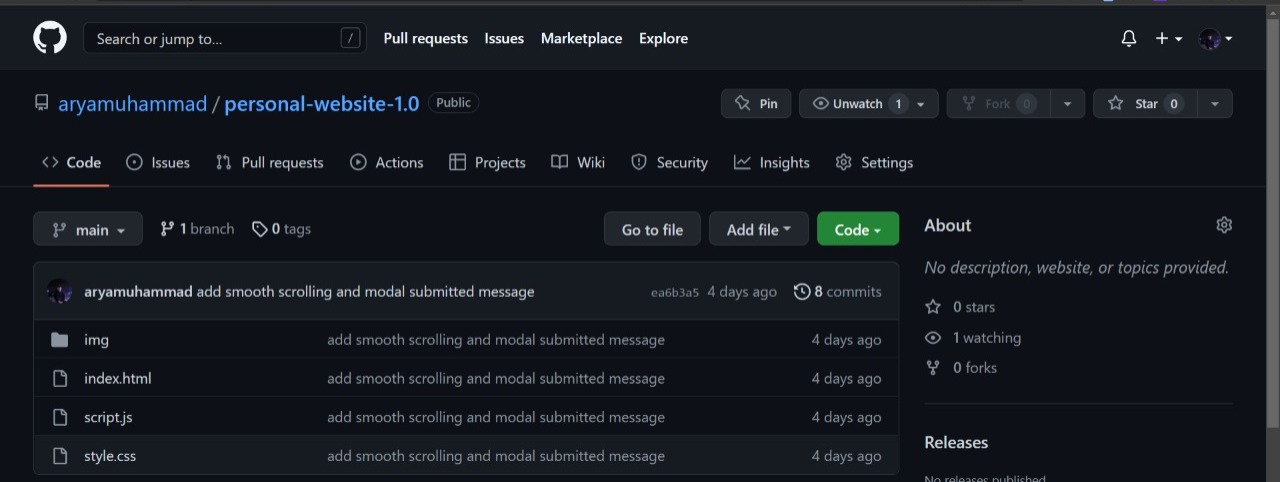 Search or jump to... / Pull requests Issues Marketplace Explore
aryamuhammad / personal-website-1.0 Public Pin Unwatch 1 Fork 0 Star 0
Code Issues Pull requests Actions Projects Wiki Security Insights Settings
main 1 branch 0 tags Go to file Add file Code
aryamuhammad add smooth scrolling and modal submitted message ea6b3a5 4 days ago 8 commits
img add smooth scrolling and modal submitted message 4 days ago
index.html add smooth scrolling and modal submitted message 4 days ago
script.js add smooth scrolling and modal submitted message 4 days ago
style.css add smooth scrolling and modal submitted message 4 days ago
About
No description, website, or topics provided.
0 stars
1 watching
0 forks
Releases
No releases published